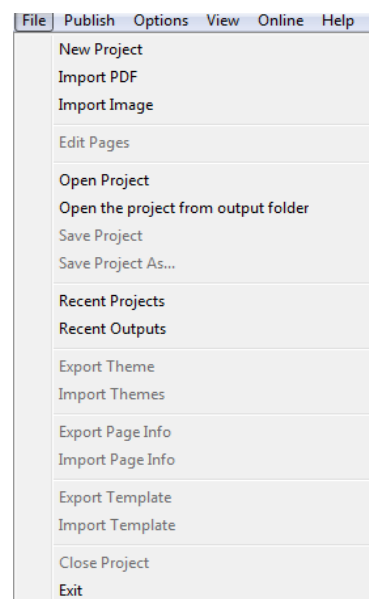 File Publish Options View Online Help
New Project
Import PDF
Import Image
Edit Pages
Open Project
Open the project from output folder
Save Project
Save Project As...
Recent Projects
Recent Outputs
Export Theme
Import Themes
Export Page Info
Import Page Info
Export Template
Import Template
Close Project
Exit